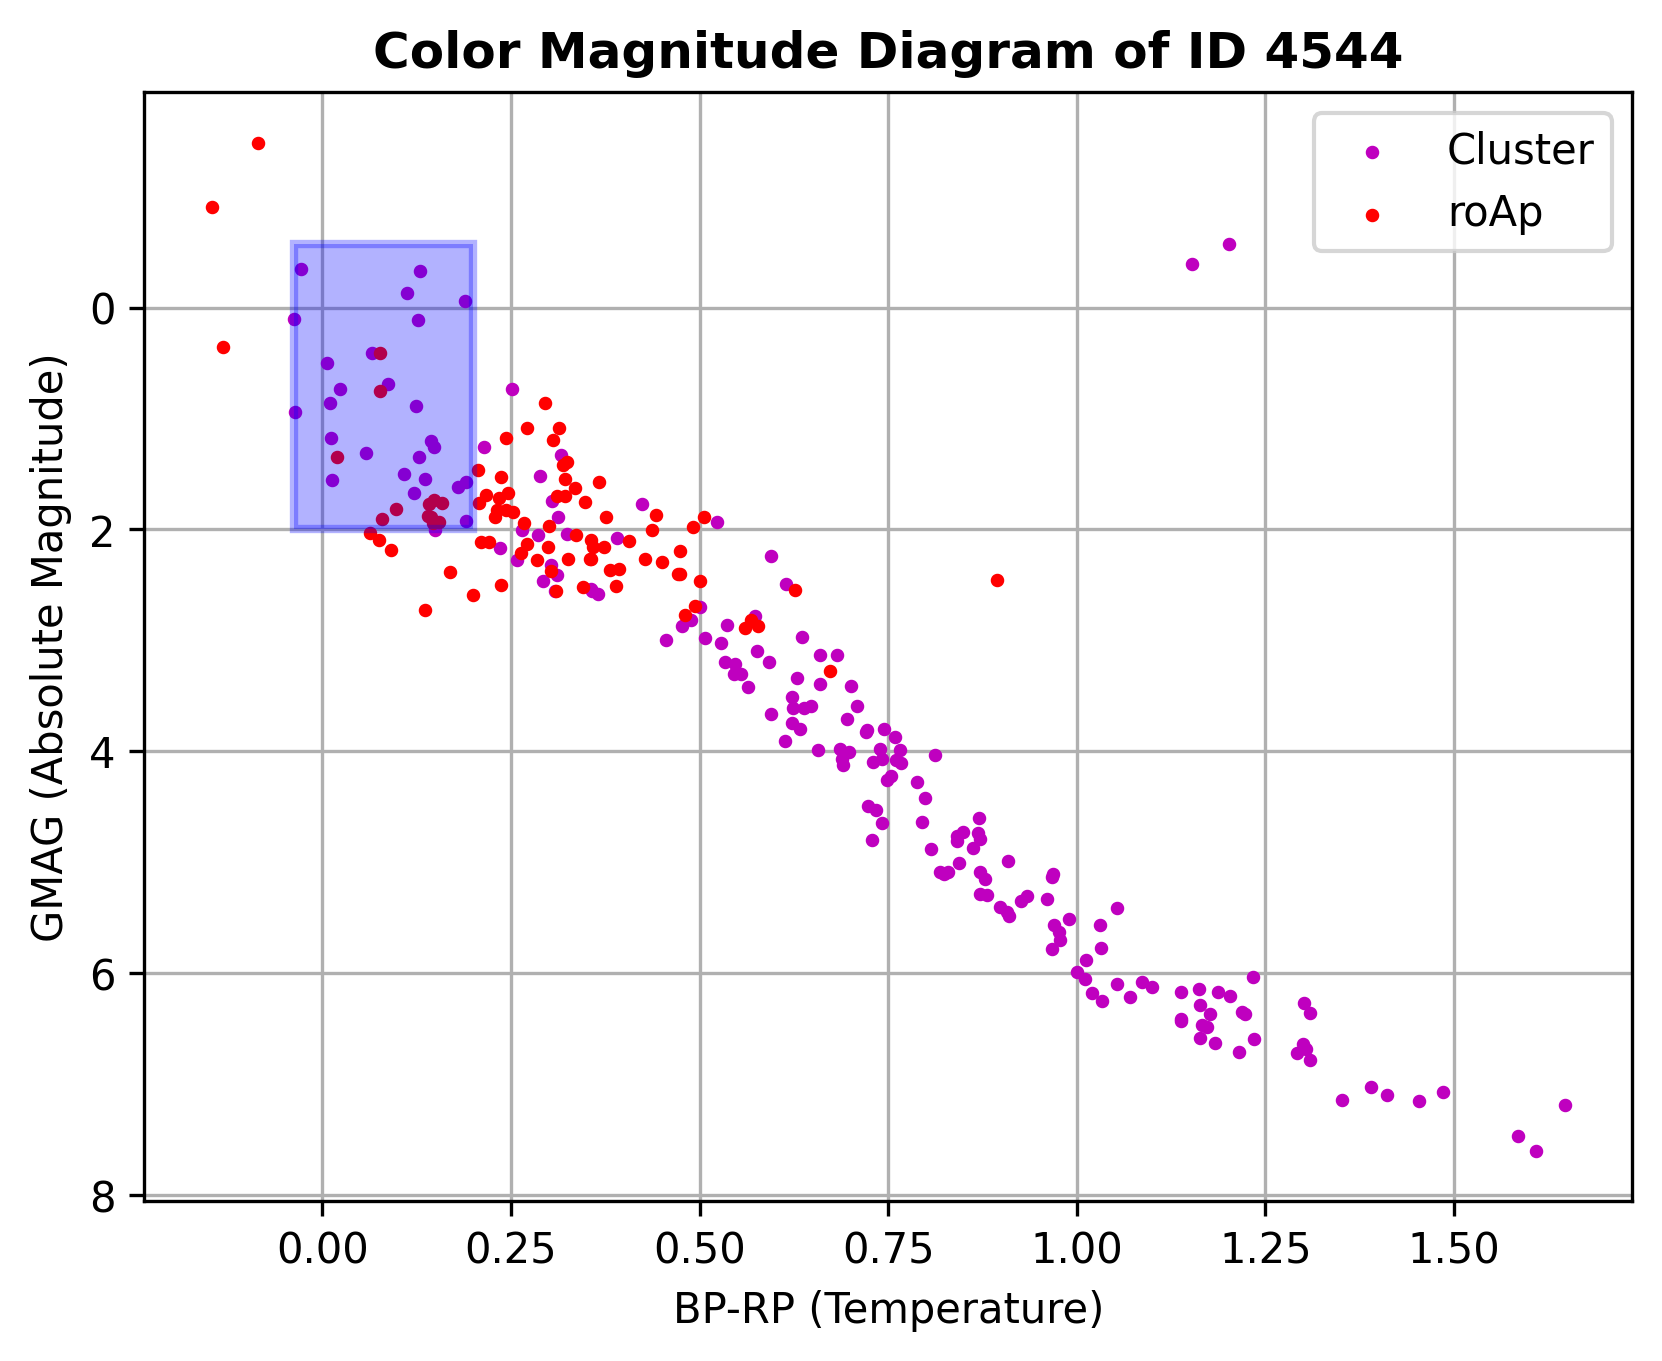 Color Magnitude Diagram of ID 4544
Cluster
roAp
GMAG (Absolute Magnitude)
0
2
4
6
8
0.00 0.25 0.50 0.75 1.00 1.25 1.50
BP-RP (Temperature)